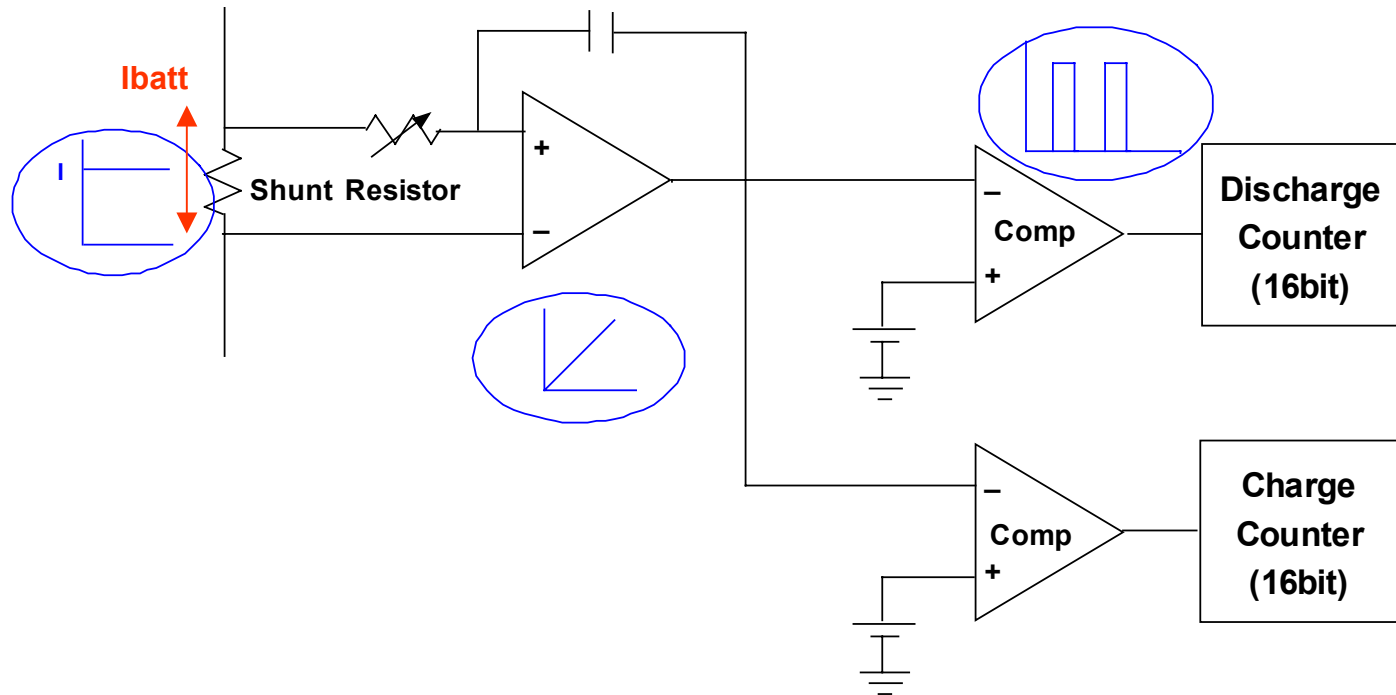 Ibatt
I
Shunt Resistor
+
–
–
Comp
+
Discharge
Counter
(16bit)
–
Comp
+
Charge
Counter
(16bit)